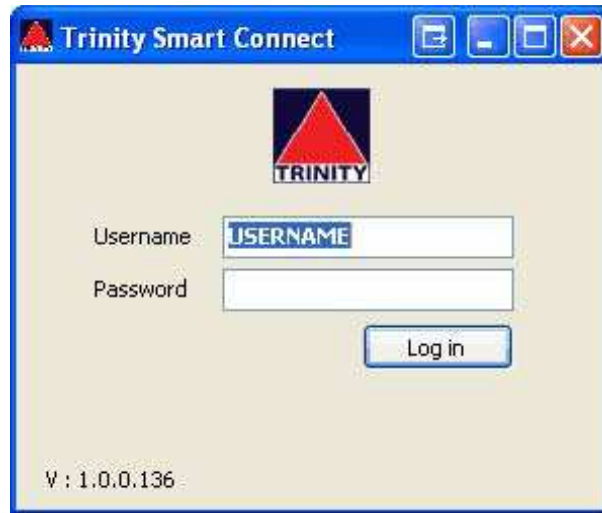 Trinity Smart Connect
TRINITY
Username USERNAME
Password
Log in
V : 1.0.0.136